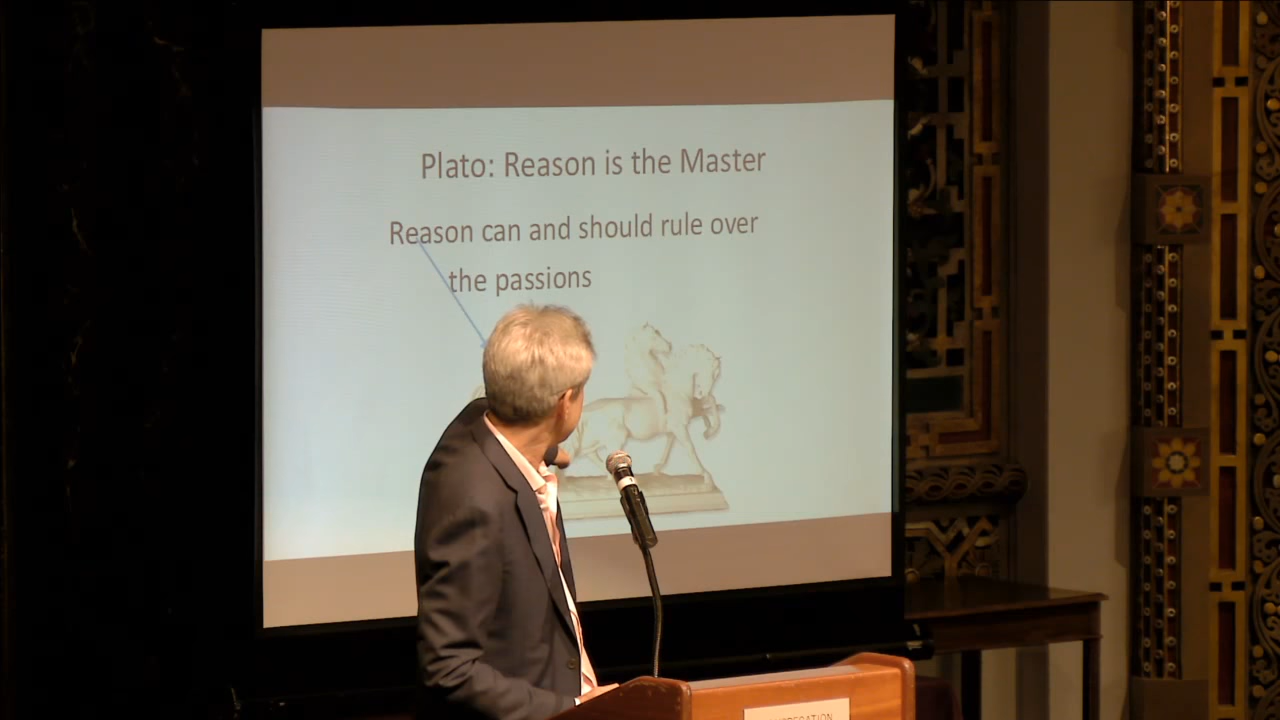 Plato: Reason is the Master
Reason can and should rule over
the passions